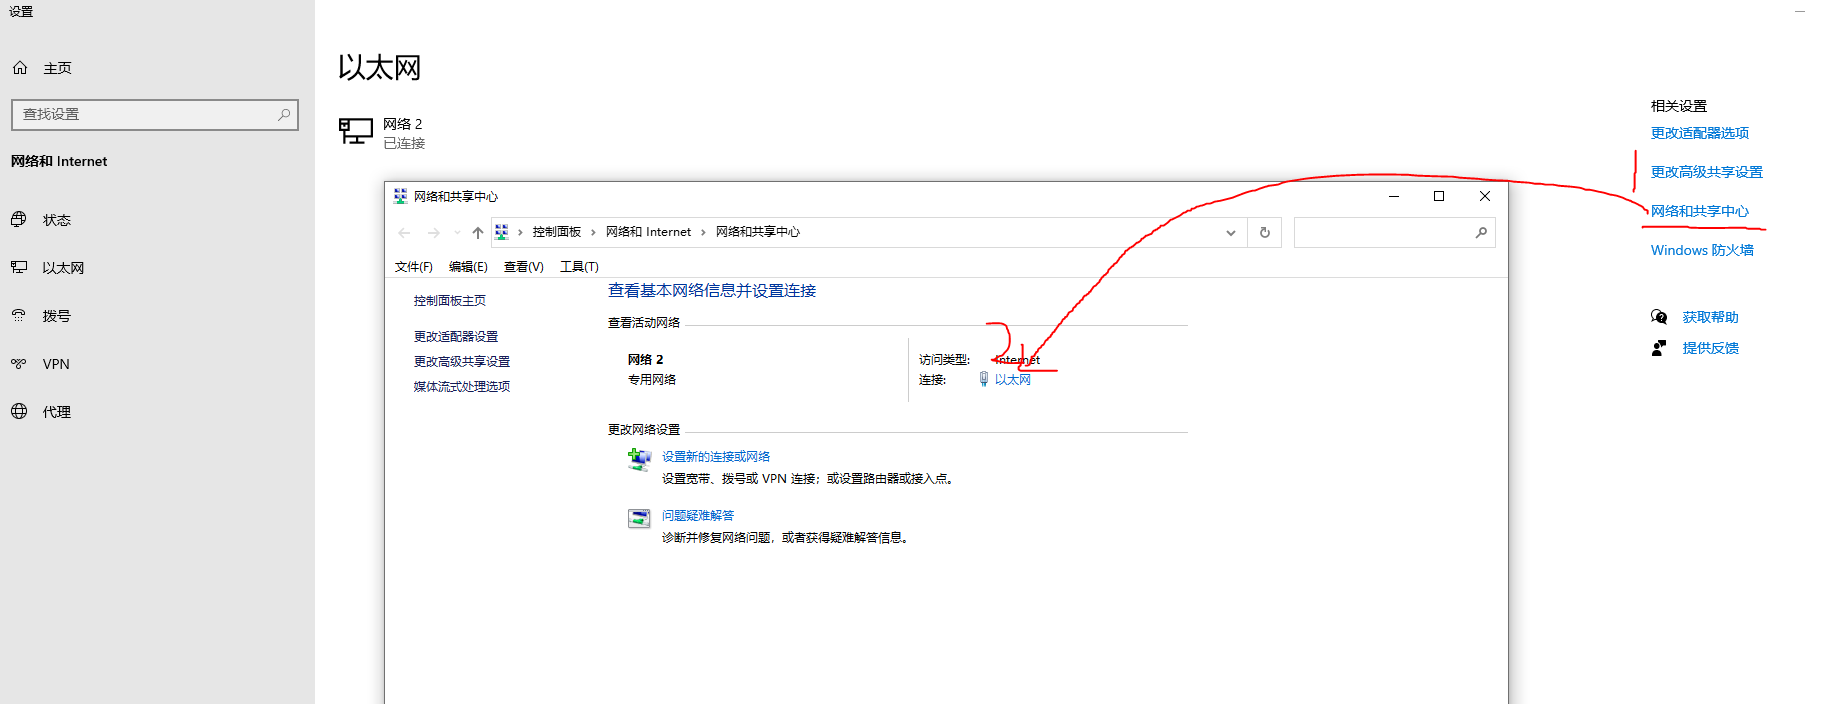 设置
主页
查找设置
网络和 Internet
状态
以太网
拨号
VPN
代理
以太网
网络 2
已连接
网络和共享中心
控制面板 › 网络和 Internet › 网络和共享中心
文件(F) 编辑(E) 查看(V) 工具(T)
控制面板主页
更改适配器设置
更改高级共享设置
媒体流式处理选项
查看基本网络信息并设置连接
查看活动网络
网络 2
专用网络
访问类型: Internet
连接: 以太网
2
更改网络设置
设置新的连接或网络
设置宽带、拨号或 VPN 连接；或设置路由器或接入点。
问题疑难解答
诊断并修复网络问题，或者获得疑难解答信息。
相关设置
更改适配器选项
更改高级共享设置
1
网络和共享中心
Windows 防火墙
获取帮助
提供反馈